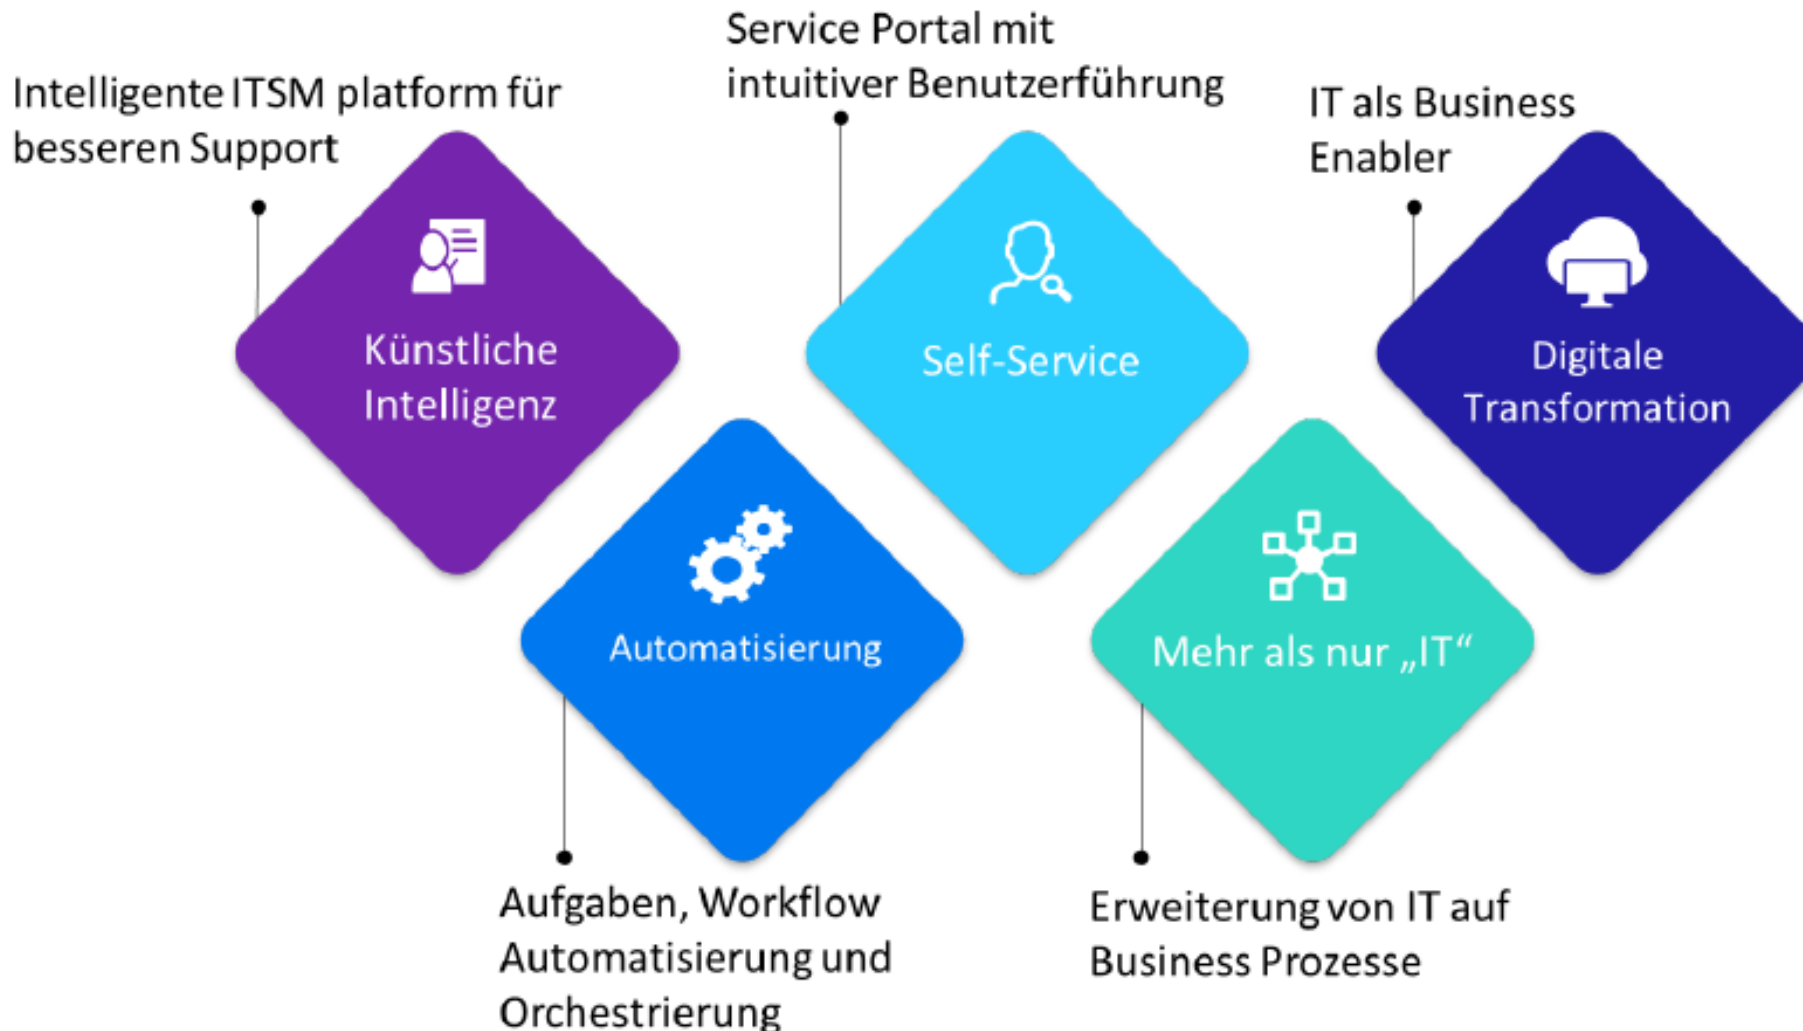 Intelligente ITSM platform für
besseren Support
Künstliche
Intelligenz
Aufgaben, Workflow
Automatisierung und
Orchestrierung
Automatisierung
Service Portal mit
intuitiver Benutzerführung
Self-Service
Mehr als nur „IT“
Erweiterung von IT auf
Business Prozesse
IT als Business
Enabler
Digitale
Transformation